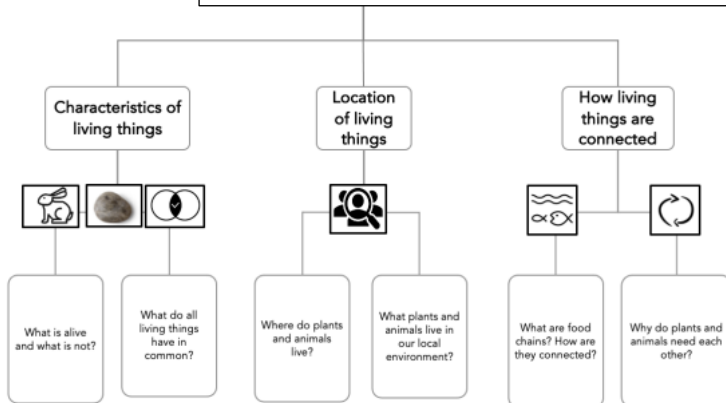 Characteristics of
living things
Location
of living
things
How living
things are
connected
What is alive
and what is not?
What do all
living things
have in
common?
Where do plants
and animals
live?
What plants and
animals live in
our local
environment?
What are food
chains? How are
they connected?
Why do plants and
animals need each
other?